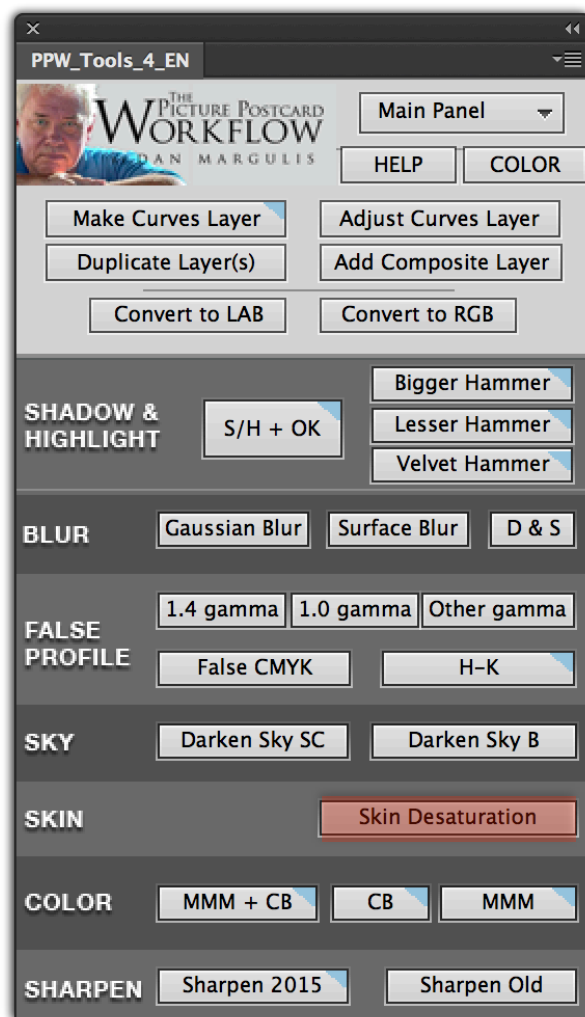 PPW_Tools_4_EN
THE
PICTURE POSTCARD
WORKFLOW
DAN MARGULIS
Main Panel
HELP COLOR
Make Curves Layer Adjust Curves Layer
Duplicate Layer(s) Add Composite Layer
Convert to LAB Convert to RGB
SHADOW &
HIGHLIGHT
S/H + OK
Bigger Hammer
Lesser Hammer
Velvet Hammer
BLUR Gaussian Blur Surface Blur D & S
FALSE
PROFILE
1.4 gamma 1.0 gamma Other gamma
False CMYK H-K
SKY Darken Sky SC Darken Sky B
SKIN Skin Desaturation
COLOR MMM + CB CB MMM
SHARPEN Sharpen 2015 Sharpen Old